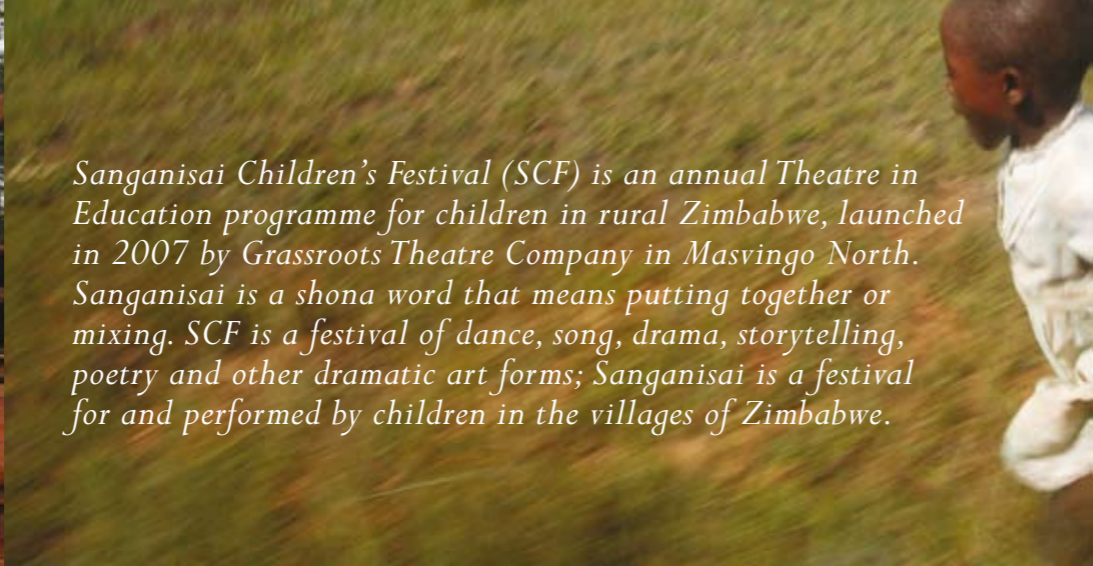 Sanganisai Children’s Festival (SCF) is an annual Theatre in
Education programme for children in rural Zimbabwe, launched
in 2007 by Grassroots Theatre Company in Masvingo North.
Sanganisai is a shona word that means putting together or
mixing. SCF is a festival of dance, song, drama, storytelling,
poetry and other dramatic art forms; Sanganisai is a festival
for and performed by children in the villages of Zimbabwe.